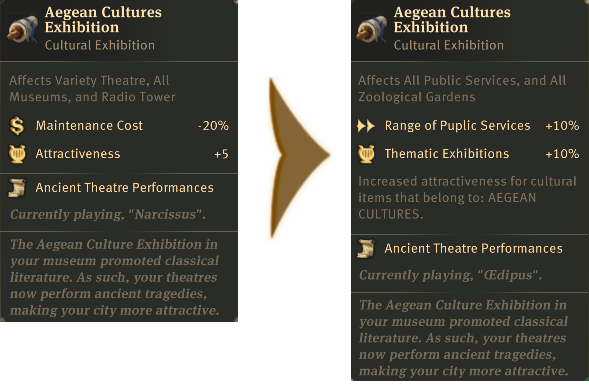 Aegean Cultures
Exhibition
Cultural Exhibition
Affects Variety Theatre, All
Museums, and Radio Tower
Maintenance Cost -20%
Attractiveness +5
Ancient Theatre Performances
Currently playing, "Narcissus".
The Aegean Culture Exhibition in
your museum promoted classical
literature. As such, your theatres
now perform ancient tragedies,
making your city more attractive.
Aegean Cultures
Exhibition
Cultural Exhibition
Affects All Public Services, and All
Zoological Gardens
Range of Puplic Services +10%
Thematic Exhibitions +10%
Increased attractiveness for cultural
items that belong to: AEGEAN
CULTURES.
Ancient Theatre Performances
Currently playing, "Œdipus".
The Aegean Culture Exhibition in
your museum promoted classical
literature. As such, your theatres
now perform ancient tragedies,
making your city more attractive.